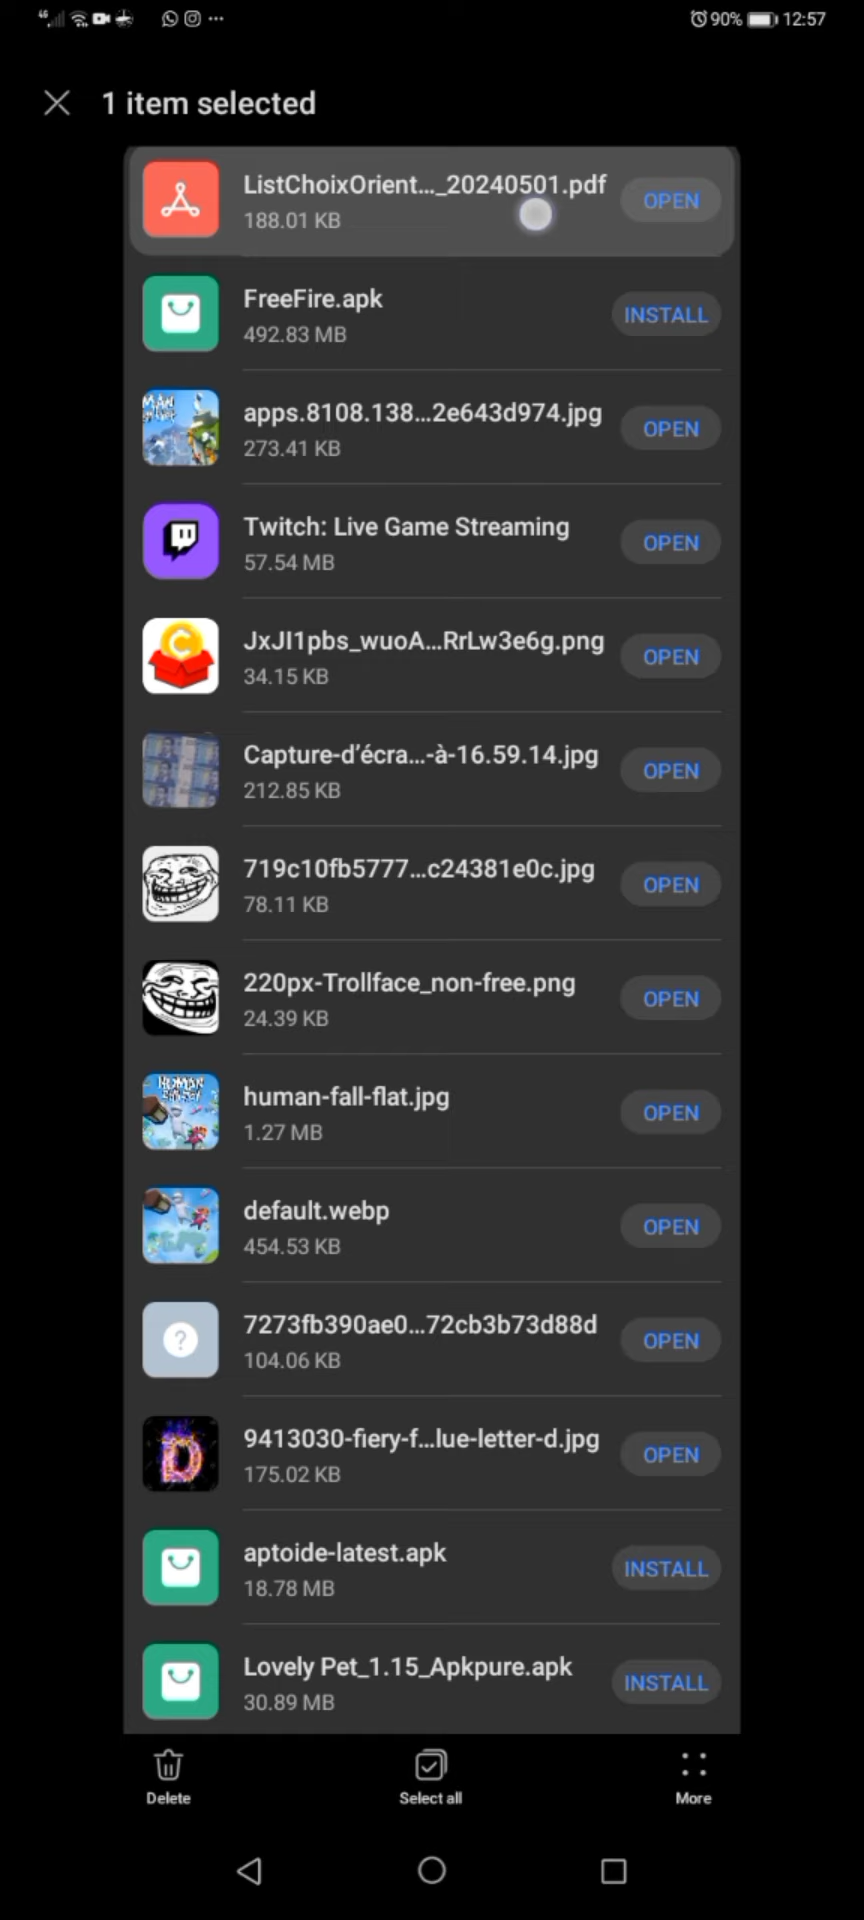 90% 12:57
1 item selected
ListChoixOrient..._20240501.pdf
188.01 KB
OPEN
FreeFire.apk
492.83 MB
INSTALL
apps.8108.138...2e643d974.jpg
273.41 KB
OPEN
Twitch: Live Game Streaming
57.54 MB
OPEN
JxJI1pbs_wuoA...RrLw3e6g.png
34.15 KB
OPEN
Capture-d’écra...-à-16.59.14.jpg
212.85 KB
OPEN
719c10fb5777...c24381e0c.jpg
78.11 KB
OPEN
220px-Trollface_non-free.png
24.39 KB
OPEN
human-fall-flat.jpg
1.27 MB
OPEN
default.webp
454.53 KB
OPEN
7273fb390ae0...72cb3b73d88d
104.06 KB
OPEN
9413030-fiery-f...lue-letter-d.jpg
175.02 KB
OPEN
aptoide-latest.apk
18.78 MB
INSTALL
Lovely Pet_1.15_Apkpure.apk
30.89 MB
INSTALL
Delete
Select all
More